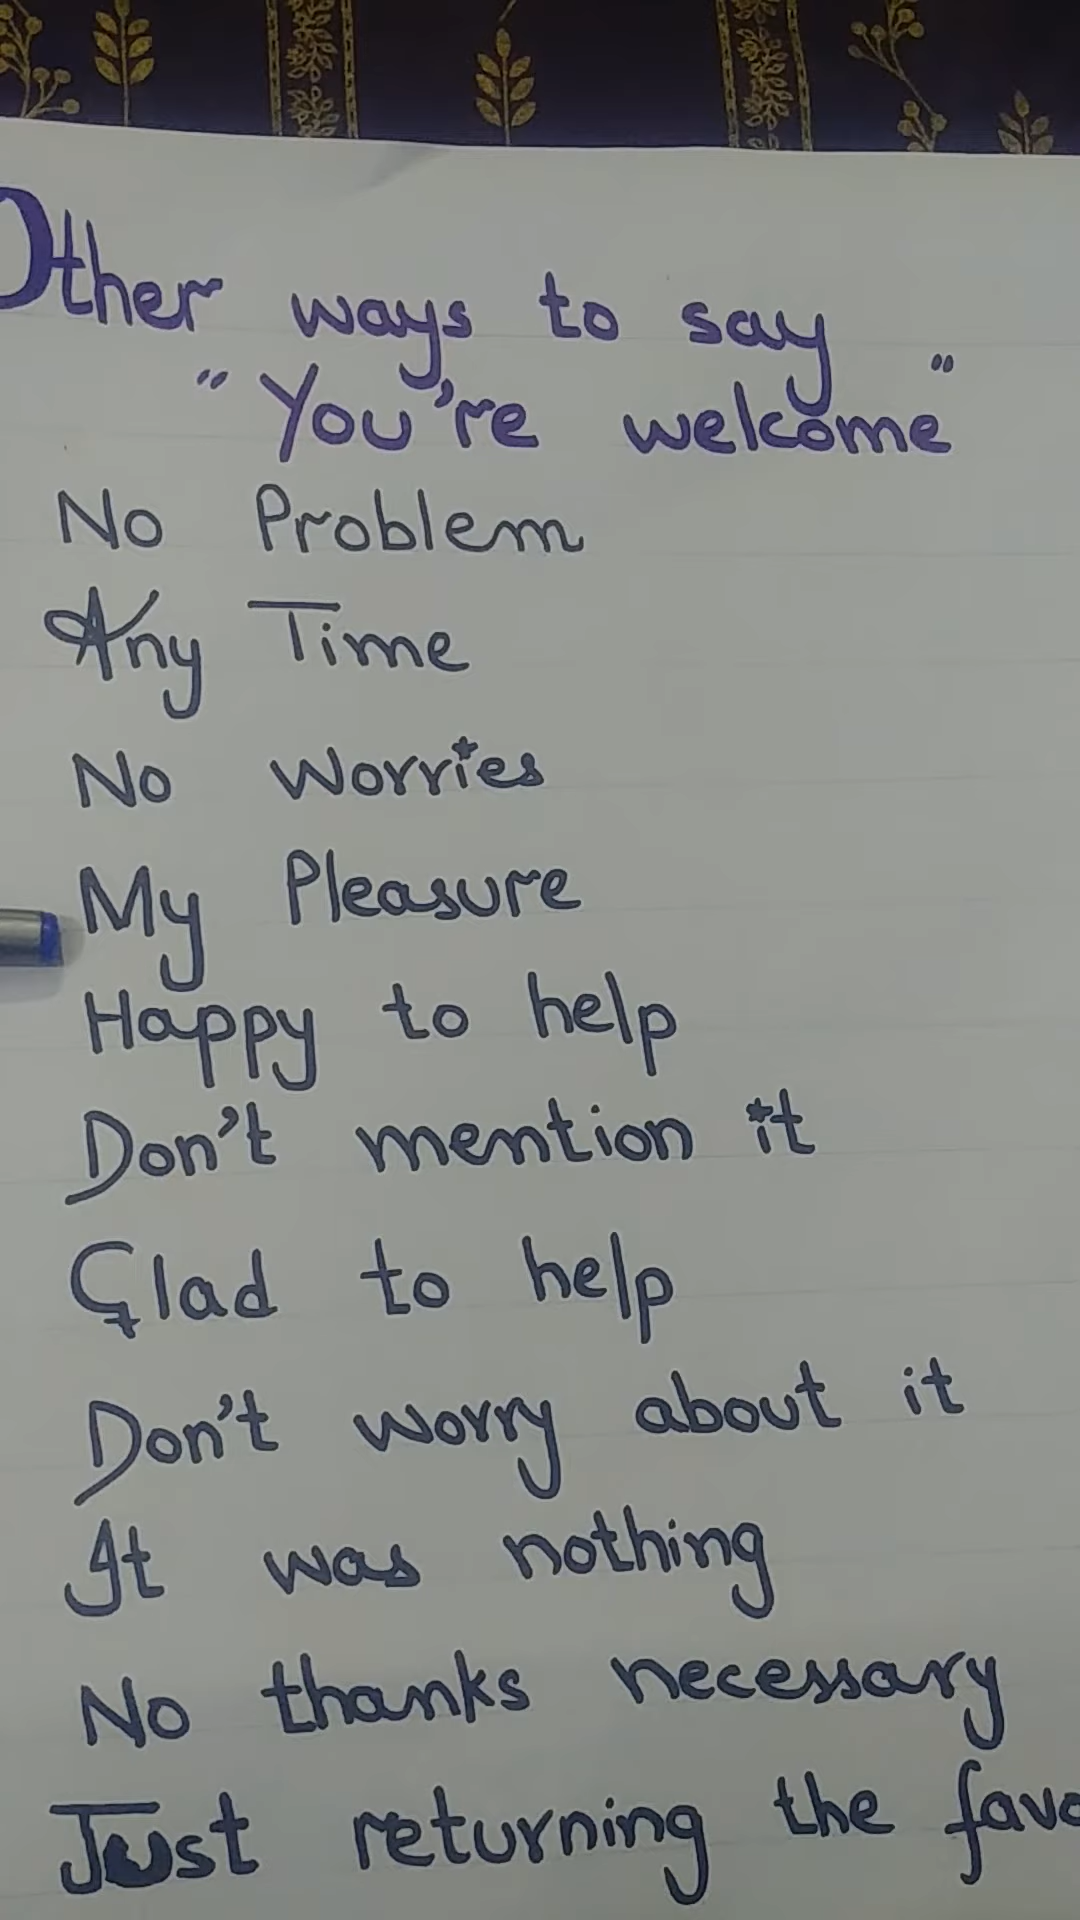 Other ways to say
"You're welcome"
No Problem
Any Time
No Worries
My Pleasure
Happy to help
Don't mention it
Glad to help
Don't worry about it
It was nothing
No thanks necessary
Just returning the